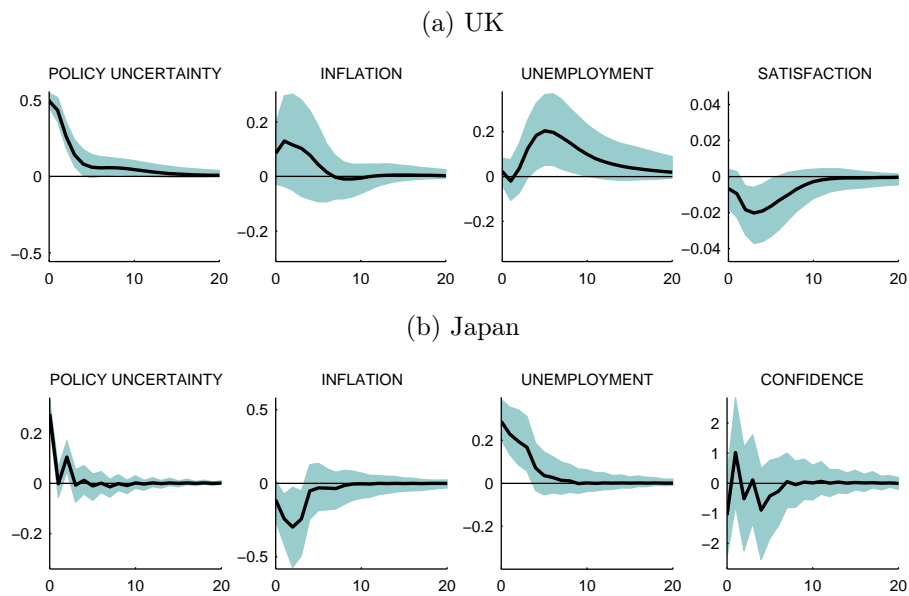 (a) UK
POLICY UNCERTAINTY INFLATION UNEMPLOYMENT SATISFACTION
0.5 0 −0.5 0 10 20
0.2 0 −0.2 0 10 20
0.2 0 −0.2 0 10 20
0.04 0.02 0 −0.02 −0.04 0 10 20
(b) Japan
POLICY UNCERTAINTY INFLATION UNEMPLOYMENT CONFIDENCE
0.2 0 −0.2 0 10 20
0.5 0 −0.5 0 10 20
0.2 0 −0.2 0 10 20
2 1 0 −1 −2 0 10 20